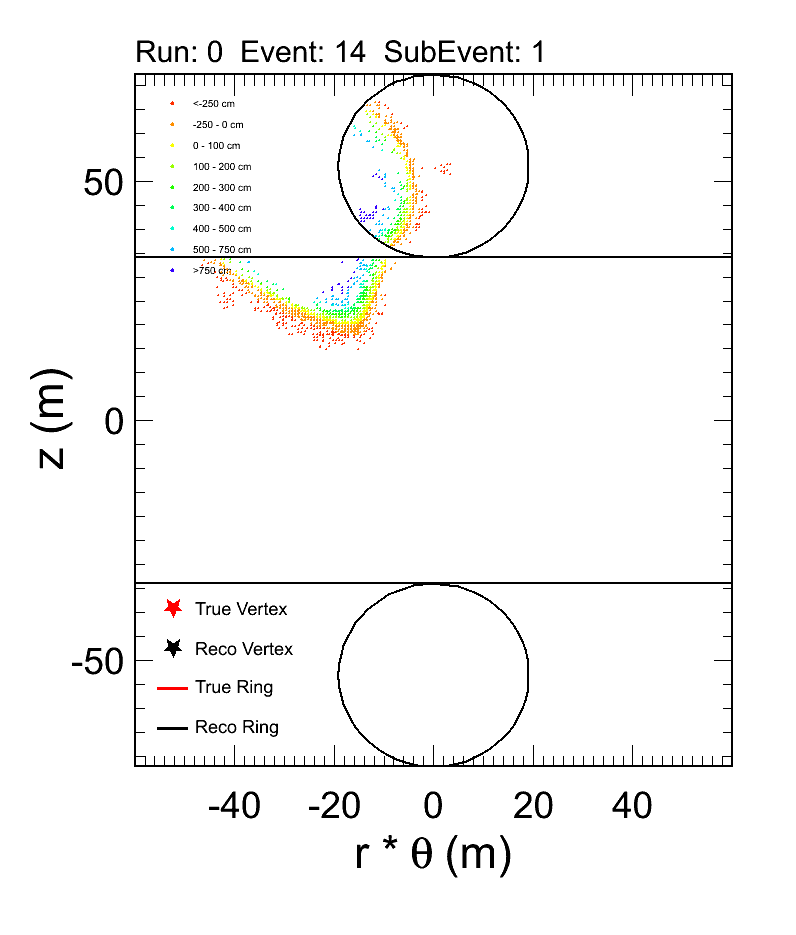 Run: 0 Event: 14 SubEvent: 1
<-250 cm
-250 - 0 cm
0 - 100 cm
100 - 200 cm
200 - 300 cm
300 - 400 cm
400 - 500 cm
500 - 750 cm
>750 cm
50
0
-50
z (m)
True Vertex
Reco Vertex
True Ring
Reco Ring
-40 -20 0 20 40
r * θ (m)